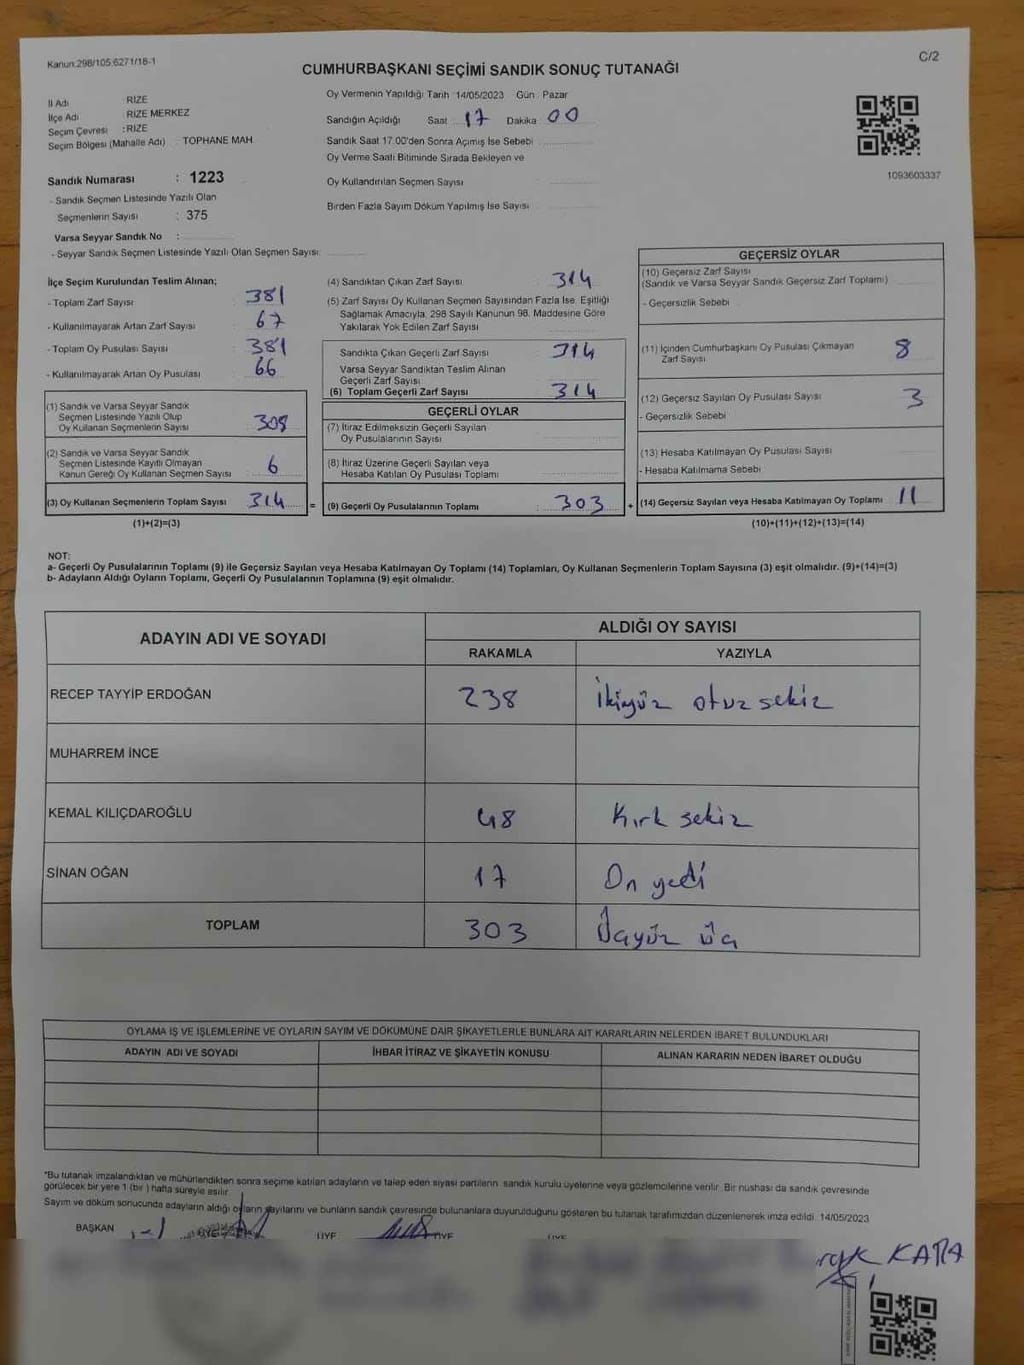 Kanun:298/105;6271/18-1
C/2
CUMHURBAŞKANI SEÇİMİ SANDIK SONUÇ TUTANAĞI
İl Adı : RİZE
İlçe Adı : RİZE MERKEZ
Seçim Çevresi : RİZE
Seçim Bölgesi (Mahalle Adı) : TOPHANE MAH.
Sandık Numarası : 1223
- Sandık Seçmen Listesinde Yazılı Olan
Seçmenlerin Sayısı : 375
Varsa Seyyar Sandık No :
- Seyyar Sandık Seçmen Listesinde Yazılı Olan Seçmen Sayısı:
Oy Vermenin Yapıldığı Tarih 14/05/2023 Gün : Pazar
Sandığın Açıldığı Saat : 17 Dakika : 00
Sandık Saat 17.00'den Sonra Açımış İse Sebebi :
Oy Verme Saati Bitiminde Sırada Bekleyen ve
Oy Kullandırılan Seçmen Sayısı :
Birden Fazla Sayım Döküm Yapılmış İse Sayısı :
1093603337
İlçe Seçim Kurulundan Teslim Alınan;
- Toplam Zarf Sayısı : 381
- Kullanılmayarak Artan Zarf Sayısı : 67
- Toplam Oy Pusulası Sayısı : 381
- Kullanılmayarak Artan Oy Pusulası : 66
(1) Sandık ve Varsa Seyyar Sandık
Seçmen Listesinde Yazılı Olup
Oy Kullanan Seçmenlerin Sayısı : 308
(2) Sandık ve Varsa Seyyar Sandık
Seçmen Listesinde Kayıtlı Olmayan
Kanun Gereği Oy Kullanan Seçmen Sayısı : 6
(3) Oy Kullanan Seçmenlerin Toplam Sayısı : 314
(1)+(2)=(3)
(4) Sandıktan Çıkan Zarf Sayısı : 314
(5) Zarf Sayısı Oy Kullanan Seçmen Sayısından Fazla İse, Eşitliği
Sağlamak Amacıyla, 298 Sayılı Kanunun 98. Maddesine Göre
Yakılarak Yok Edilen Zarf Sayısı :
Sandıkta Çıkan Geçerli Zarf Sayısı : 314
Varsa Seyyar Sandıktan Teslim Alınan
Geçerli Zarf Sayısı :
(6) Toplam Geçerli Zarf Sayısı : 314
GEÇERLİ OYLAR
(7) İtiraz Edilmeksizin Geçerli Sayılan
Oy Pusulalarının Sayısı :
(8) İtiraz Üzerine Geçerli Sayılan veya
Hesaba Katılan Oy Pusulası Toplamı :
= (9) Geçerli Oy Pusulalarının Toplamı : 303 +
GEÇERSİZ OYLAR
(10) Geçersiz Zarf Sayısı
(Sandık ve Varsa Seyyar Sandık Geçersiz Zarf Toplamı) :
- Geçersizlik Sebebi :
(11) İçinden Cumhurbaşkanı Oy Pusulası Çıkmayan
Zarf Sayısı : 8
(12) Geçersiz Sayılan Oy Pusulası Sayısı : 3
- Geçersizlik Sebebi :
(13) Hesaba Katılmayan Oy Pusulası Sayısı :
- Hesaba Katılmama Sebebi :
(14) Geçersiz Sayılan veya Hesaba Katılmayan Oy Toplamı : 11
(10)+(11)+(12)+(13)=(14)
NOT:
a- Geçerli Oy Pusulalarının Toplamı (9) ile Geçersiz Sayılan veya Hesaba Katılmayan Oy Toplamı (14) Toplamları, Oy Kullanan Seçmenlerin Toplam Sayısına (3) eşit olmalıdır. (9)+(14)=(3)
b- Adayların Aldığı Oyların Toplamı, Geçerli Oy Pusulalarının Toplamına (9) eşit olmalıdır.
ADAYIN ADI VE SOYADI
ALDIĞI OY SAYISI
RAKAMLA YAZIYLA
RECEP TAYYİP ERDOĞAN 238 İkiyüz otuz sekiz
MUHARREM İNCE
KEMAL KILIÇDAROĞLU 48 Kırk sekiz
SİNAN OĞAN 17 On yedi
TOPLAM 303 Üçyüz üç
OYLAMA İŞ VE İŞLEMLERİNE VE OYLARIN SAYIM VE DÖKÜMÜNE DAİR ŞİKAYETLERLE BUNLARA AİT KARARLARIN NELERDEN İBARET BULUNDUKLARI
ADAYIN ADI VE SOYADI İHBAR İTİRAZ VE ŞİKAYETİN KONUSU ALINAN KARARIN NEDEN İBARET OLDUĞU
*Bu tutanak imzalandıktan ve mühürlendikten sonra seçime katılan adayların ve talep eden siyasi partilerin sandık kurulu üyelerine veya gözlemcilerine verilir. Bir nushası da sandık çevresinde
görülecek bir yere 1 (bir ) hafta süreyle asılır.
Sayım ve döküm sonucunda adayların aldığı oyların sayılarını ve bunların sandık çevresinde bulunanlara duyurulduğunu gösteren bu tutanak tarafımızdan düzenlenerek imza edildi. 14/05/2023
BAŞKAN ÜYE ÜYE ÜYE
KARA